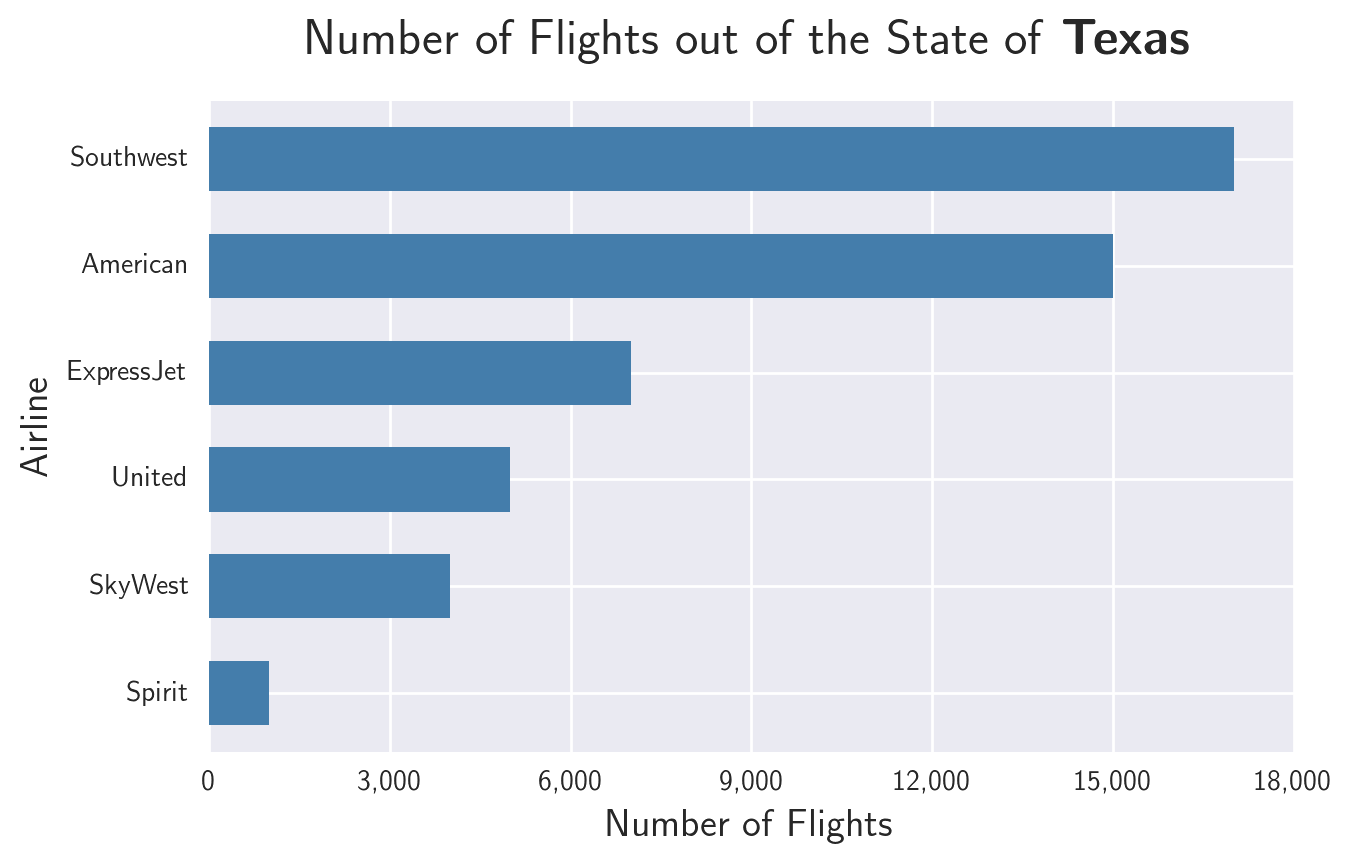 Number of Flights out of the State of Texas
Southwest
American
ExpressJet
United
SkyWest
Spirit
Airline
0 3,000 6,000 9,000 12,000 15,000 18,000
Number of Flights